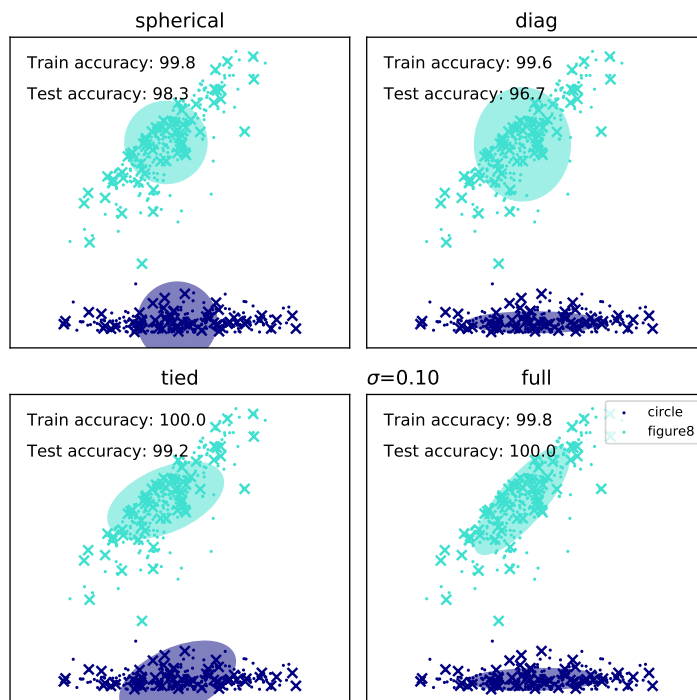 spherical
Train accuracy: 99.8
Test accuracy: 98.3
diag
Train accuracy: 99.6
Test accuracy: 96.7
tied
Train accuracy: 100.0
Test accuracy: 99.2
σ=0.10
full
Train accuracy: 99.8
Test accuracy: 100.0
circle
figure8